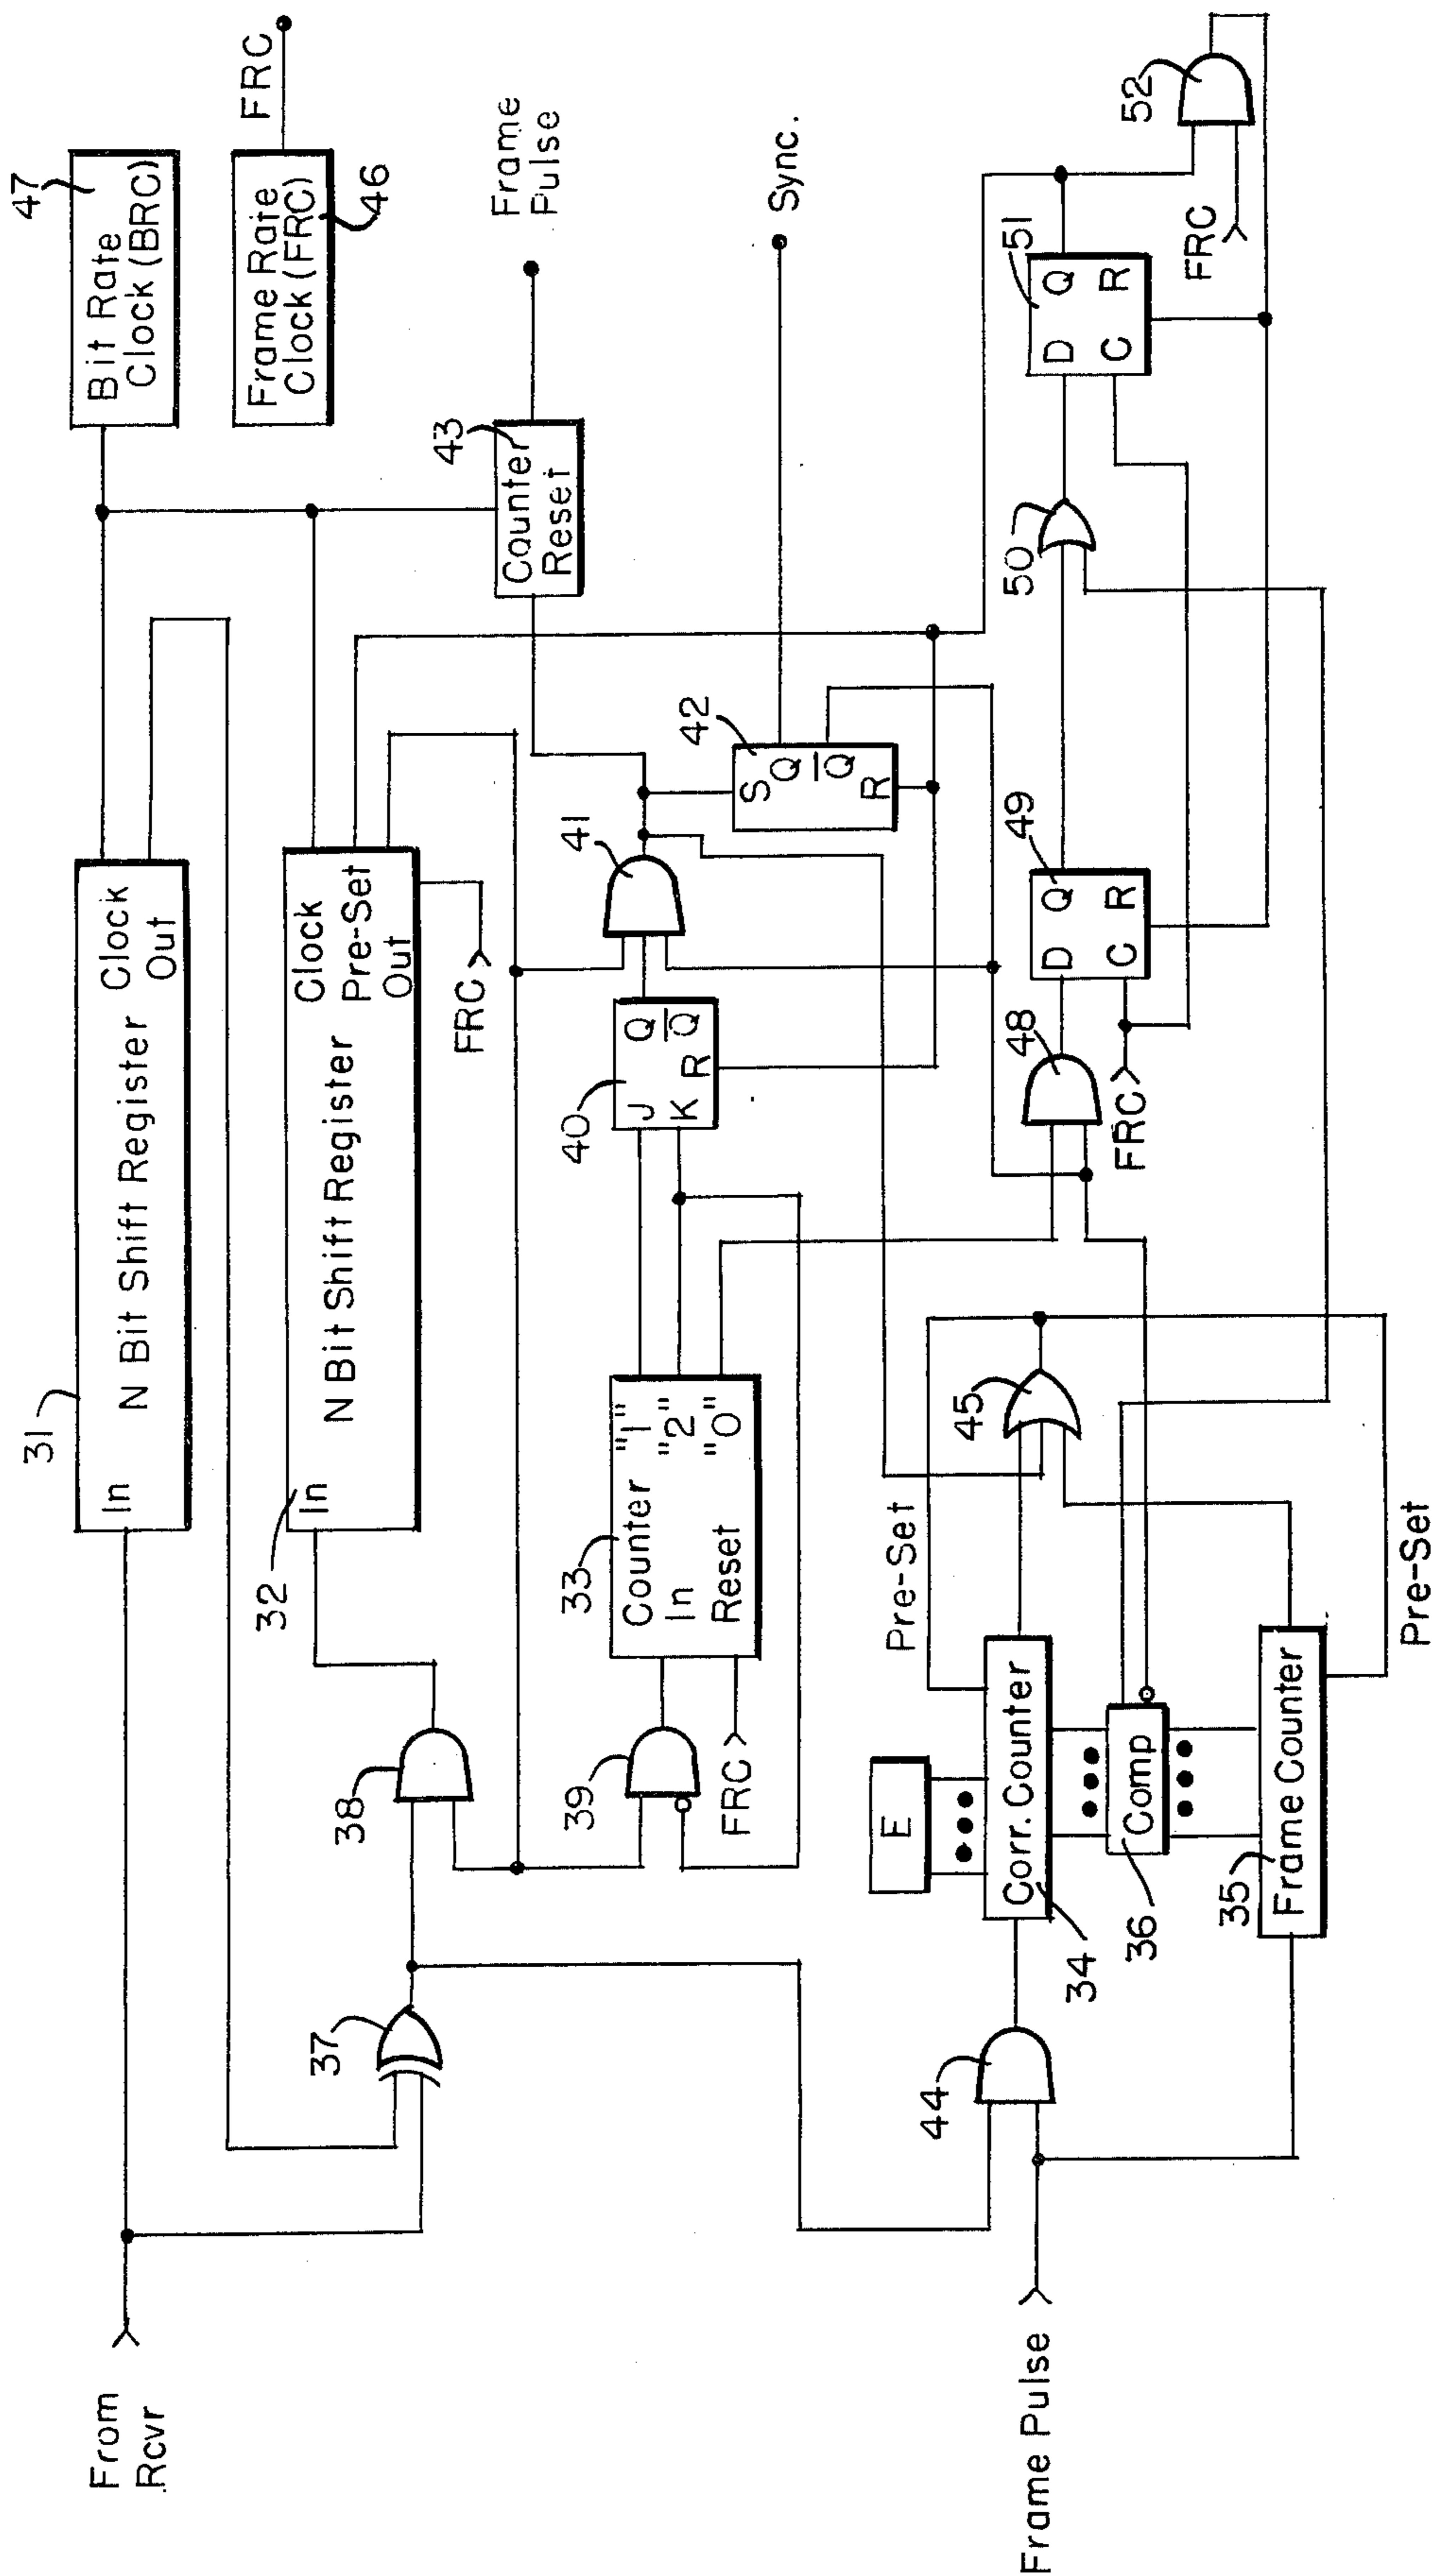 From
Rcvr
31
In
N Bit Shift Register
Clock
Out
47
Bit Rate
Clock (BRC)
32
In
N Bit Shift Register
Clock
Pre-Set
Out
FRC
Frame Rate
Clock (FRC)
46
FRC
37
38
39
FRC
33
Counter
In
Reset
"1"
"2"
"0"
40
J
K
Q
Q
R
41
43
Counter
Reset
Frame
Pulse
42
S
Q
Q
R
Sync.
Frame Pulse
44
E
34
Corr. Counter
Pre-Set
36
Comp
35
Frame Counter
Pre-Set
45
48
FRC
49
D
C
Q
R
50
51
D
C
Q
R
FRC
52